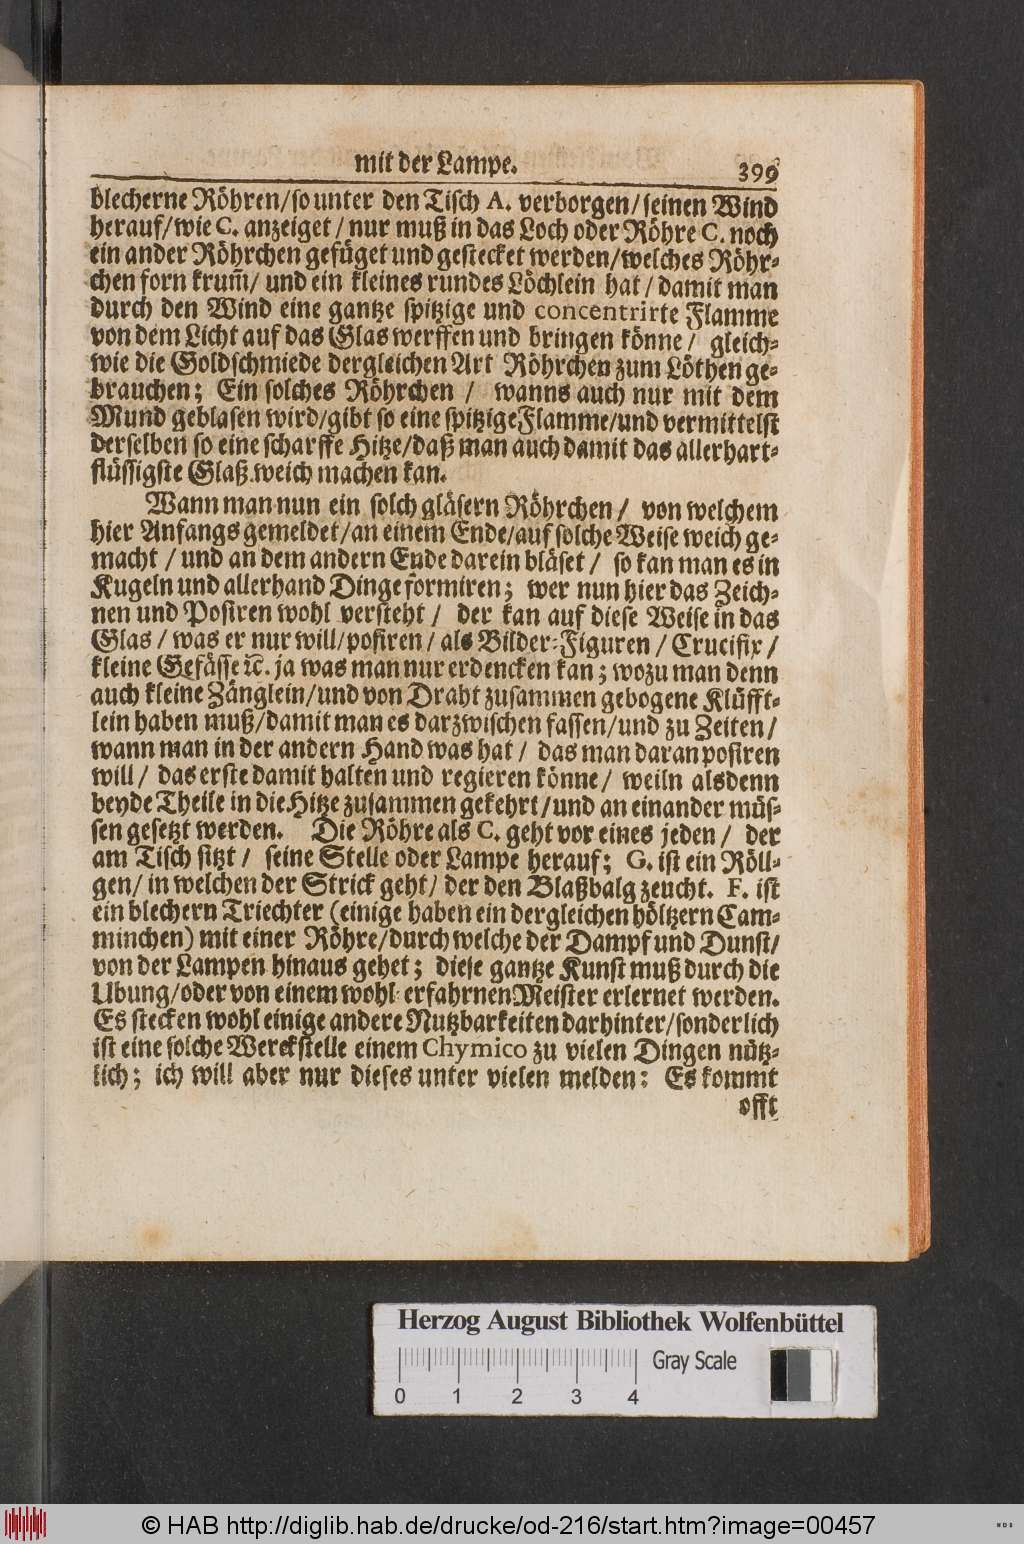 mit der Lampe. 399
blecherne Röhren/so unter den Tisch A. verborgen/seinen Wind
herauf/wie C. anzeiget/nur muß in das Loch oder Röhre C. noch
ein ander Röhrchen gefüget und gestecket werden/welches Röhr-
chen forn krum̃/ und ein kleines rundes Löchlein hat/damit man
durch den Wind eine gantze spitzige und concentrirte Flamme
von dem Licht auf das Glas werffen und bringen könne/ gleich-
wie die Goldschmiede dergleichen Art Röhrchen zum Löthen ge-
brauchen; Ein solches Röhrchen / wanns auch nur mit dem
Mund geblasen wird/gibt so eine spitzige Flamme/und vermittelst
derselben so eine scharffe Hitze/daß man auch damit das allerhart-
flüssigste Glaß weich machen kan.
Wann man nun ein solch gläsern Röhrchen / von welchem
hier Anfangs gemeldet/an einem Ende/auf solche Weise weich ge-
macht / und an dem andern Ende darein bläset / so kan man es in
Kugeln und allerhand Dinge formiren; wer nun hier das Zeich-
nen und Posiren wohl versteht / der kan auf diese Weise in das
Glas / was er nur will/posiren / als Bilder-Figuren / Crucifix /
kleine Gefässe ꝛc. ja was man nur erdencken kan; wozu man denn
auch kleine Zänglein/und von Draht zusammen gebogene Klüfft-
lein haben muß/damit man es darzwischen fassen/und zu Zeiten/
wann man in der andern Hand was hat / das man daran posiren
will / das erste damit halten und regieren könne/ weiln alsdenn
beyde Theile in die Hitze zusammen gekehrt/und an einander müs-
sen gesetzt werden. Die Röhre als C. geht vor eines jeden / der
am Tisch sitzt / seine Stelle oder Lampe herauf; G. ist ein Röll-
gen/ in welchen der Strick geht/ der den Blaßbalg zeucht. F. ist
ein blechern Triechter (einige haben ein dergleichen höltzern Cam-
minchen) mit einer Röhre/durch welche der Dampf und Dunst/
von der Lampen hinaus gehet; diese gantze Kunst muß durch die
Ubung/oder von einem wohl erfahrnen Meister erlernet werden.
Es stecken wohl einige andere Nutzbarkeiten darhinter/sonderlich
ist eine solche Werckstelle einem Chymico zu vielen Dingen nütz-
lich; ich will aber nur dieses unter vielen melden: Es kommt
offt
Herzog August Bibliothek Wolfenbüttel
0 1 2 3 4 Gray Scale
© HAB http://diglib.hab.de/drucke/od-216/start.htm?image=00457